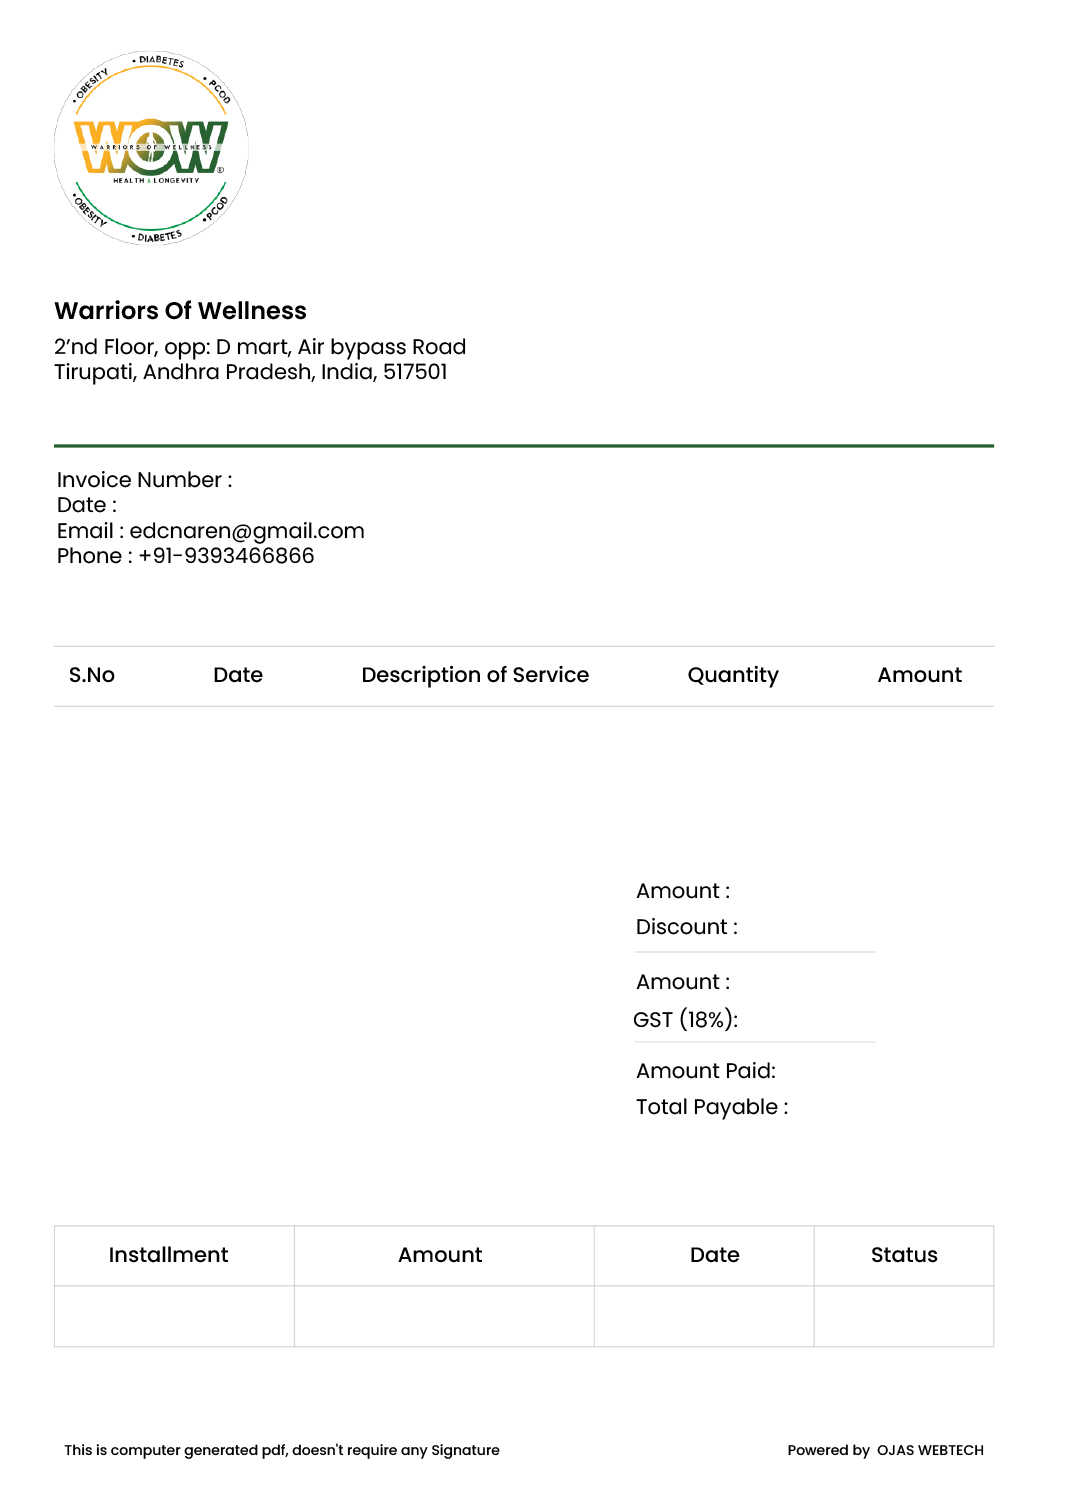 • OBESITY • DIABETES • PCOD
WOW
WARRIORS OF WELLNESS
®
HEALTH & LONGEVITY
• OBESITY • DIABETES • PCOD
Warriors Of Wellness
2’nd Floor, opp: D mart, Air bypass Road
Tirupati, Andhra Pradesh, India, 517501
Invoice Number :
Date :
Email : edcnaren@gmail.com
Phone : +91-9393466866
S.No Date Description of Service Quantity Amount
Amount :
Discount :
Amount :
GST (18%):
Amount Paid:
Total Payable :
Installment Amount Date Status
This is computer generated pdf, doesn't require any Signature Powered by OJAS WEBTECH